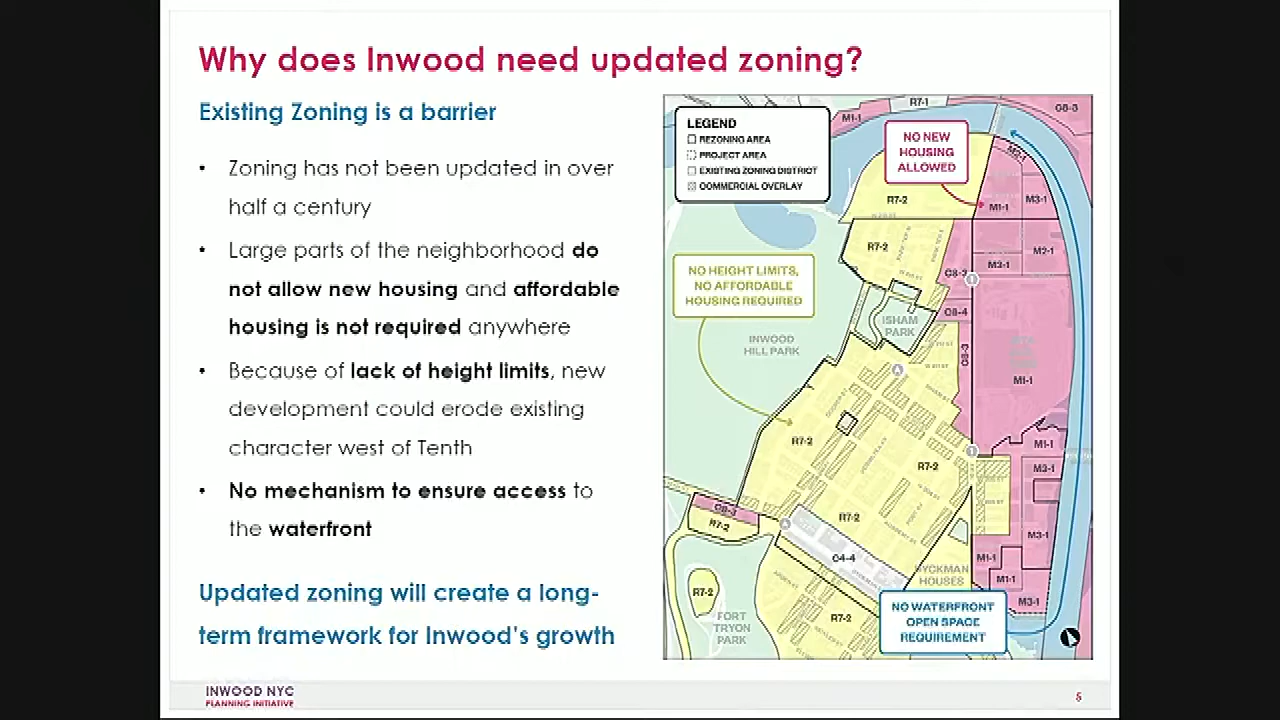 Why does Inwood need updated zoning?
Existing Zoning is a barrier
• Zoning has not been updated in over
half a century
• Large parts of the neighborhood do
not allow new housing and affordable
housing is not required anywhere
• Because of lack of height limits, new
development could erode existing
character west of Tenth
• No mechanism to ensure access to
the waterfront
Updated zoning will create a long-
term framework for Inwood's growth
LEGEND
REZONING AREA
PROJECT AREA
EXISTING ZONING DISTRICT
COMMERCIAL OVERLAY
R7-1
M1-1
C8-3
NO NEW
HOUSING
ALLOWED
R7-2
M1-1
M3-1
R7-2
M2-1
M3-1
C8-3
NO HEIGHT LIMITS,
NO AFFORDABLE
HOUSING REQUIRED
C8-4
ISHAM
PARK
INWOOD
HILL PARK
C8-3
M1-1
R7-2
M1-1
R7-2
M3-1
C8-3
R7-2
R7-2
M3-1
C4-4
M1-1
DYCKMAN
HOUSES
M1-1
R7-2
M3-1
FORT
TRYON
PARK
R7-2
NO WATERFRONT
OPEN SPACE
REQUIREMENT
INWOOD NYC
PLANNING INITIATIVE
5